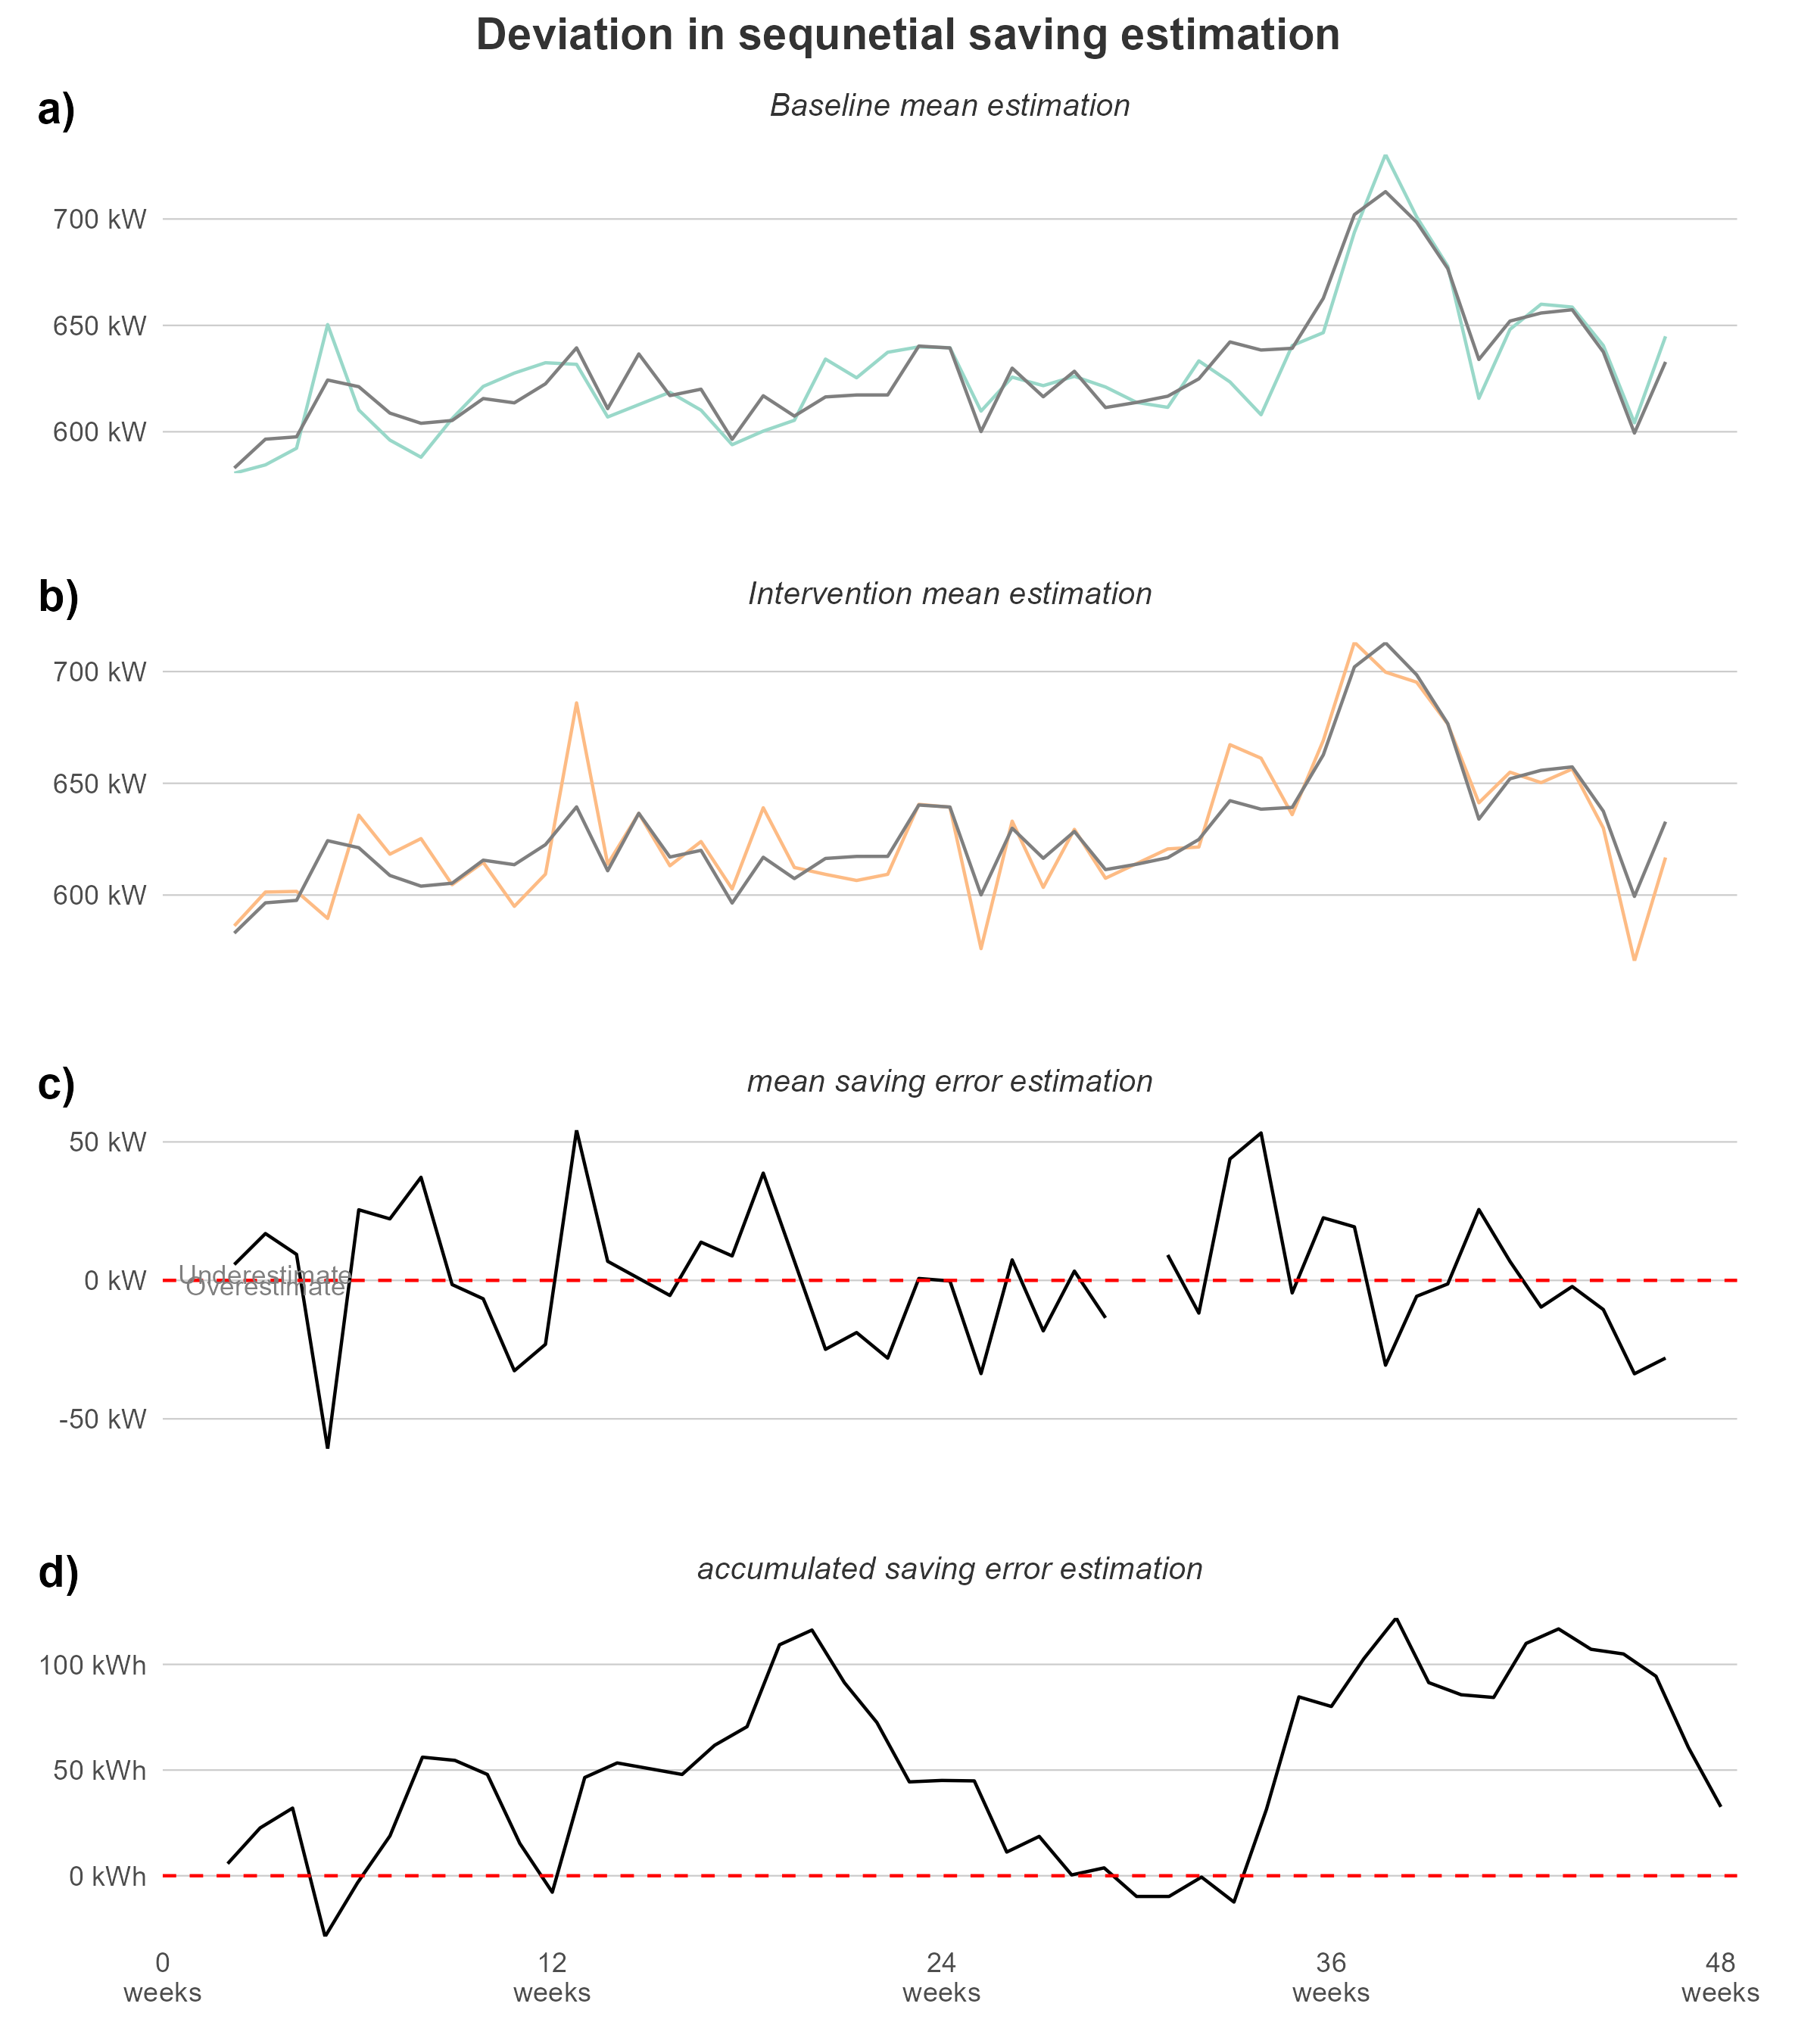 Deviation in sequnetial saving estimation
a)
Baseline mean estimation
700 kW
650 kW
600 kW
b)
Intervention mean estimation
700 kW
650 kW
600 kW
c)
mean saving error estimation
50 kW
Underestimate
0 kW
Overestimate
-50 kW
d)
accumulated saving error estimation
100 kWh
50 kWh
0 kWh
0 12 24 36 48
weeks weeks weeks weeks weeks